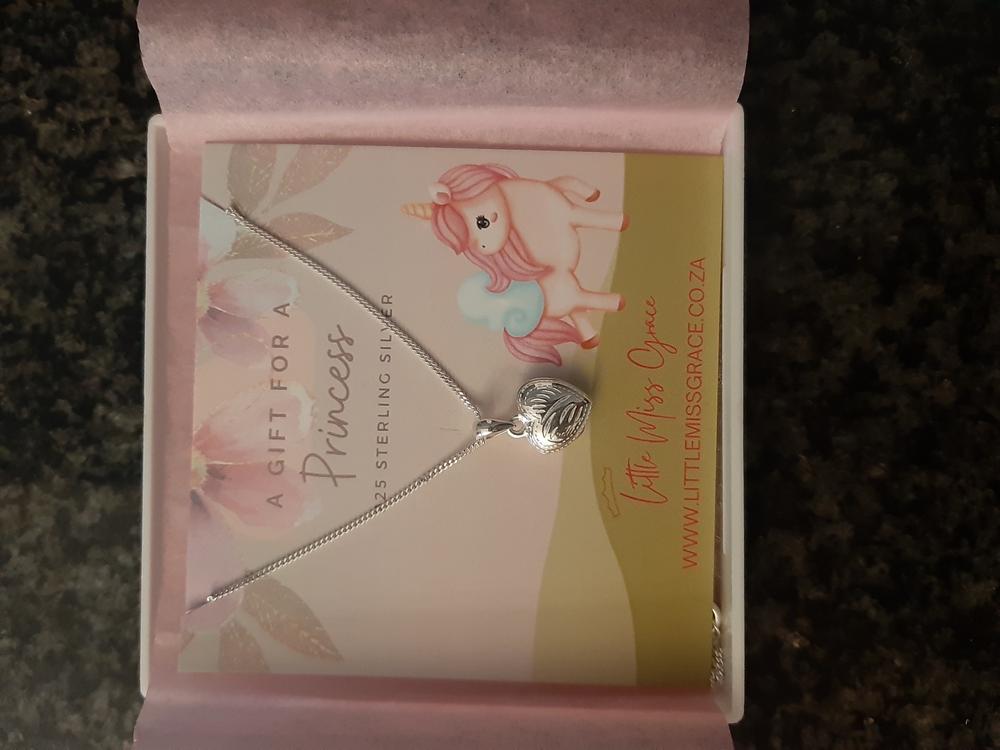 A GIFT FOR A
Princess
25 STERLING SILVER
Little Miss Grace
WWW.LITTLEMISSGRACE.CO.ZA